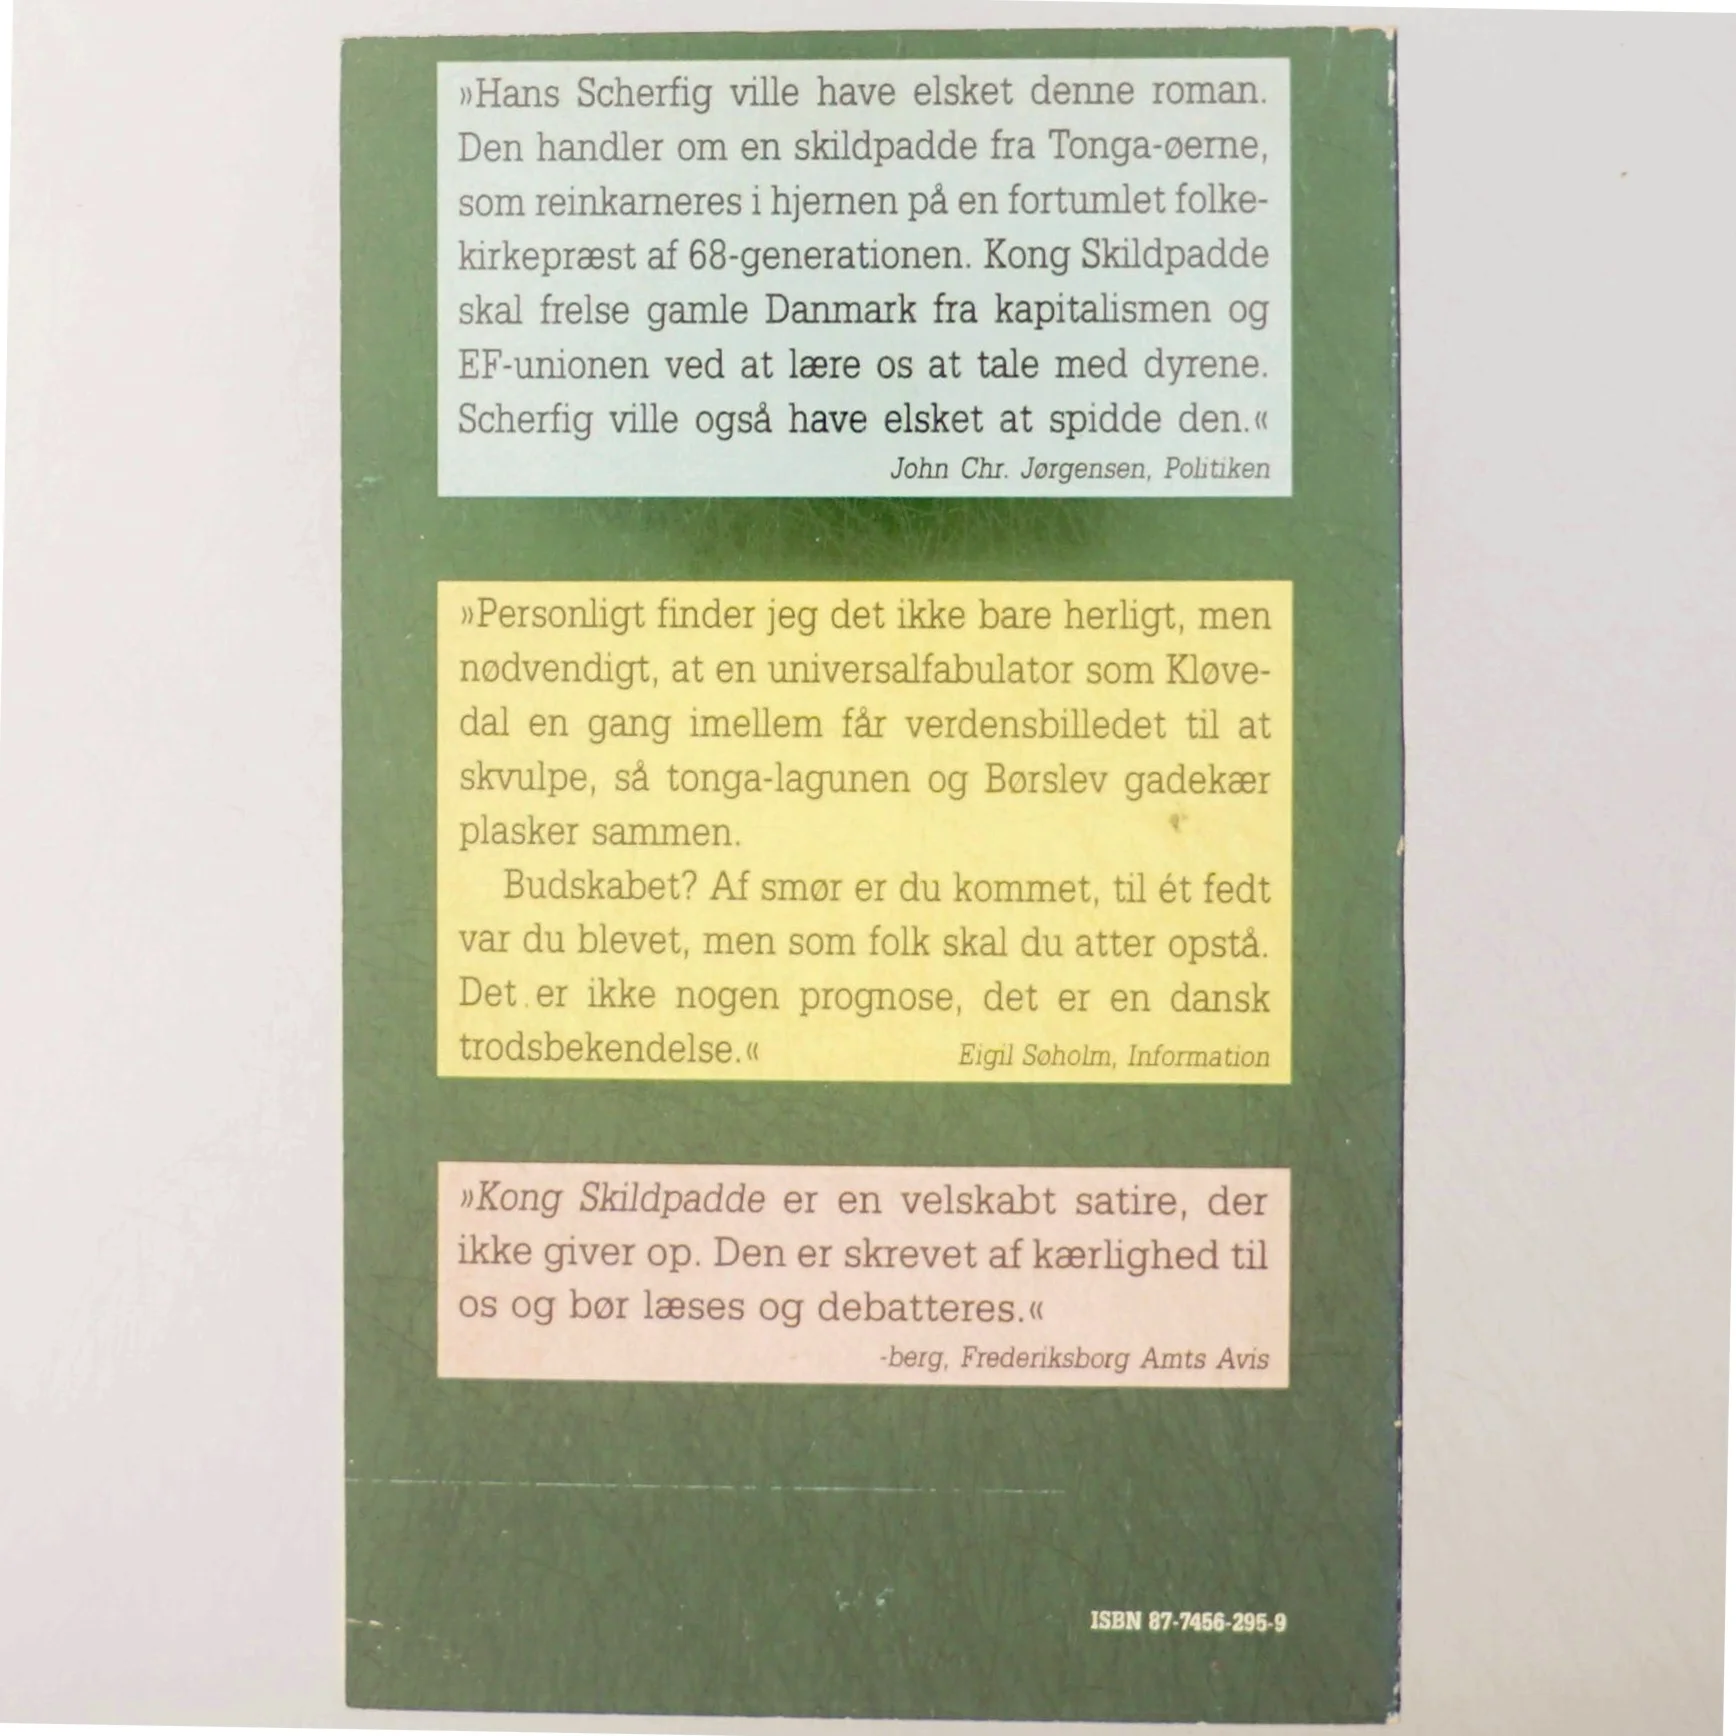 »Hans Scherfig ville have elsket denne roman.
Den handler om en skildpadde fra Tonga-øerne,
som reinkarneres i hjernen på en fortumlet folke-
kirkepræst af 68-generationen. Kong Skildpadde
skal frelse gamle Danmark fra kapitalismen og
EF-unionen ved at lære os at tale med dyrene.
Scherfig ville også have elsket at spidde den.«
John Chr. Jørgensen, Politiken
»Personligt finder jeg det ikke bare herligt, men
nødvendigt, at en universalfabulator som Kløve-
dal en gang imellem får verdensbilledet til at
skvulpe, så tonga-lagunen og Børslev gadekær
plasker sammen.
Budskabet? Af smør er du kommet, til ét fedt
var du blevet, men som folk skal du atter opstå.
Det er ikke nogen prognose, det er en dansk
trodsbekendelse.« Eigil Søholm, Information
»Kong Skildpadde er en velskabt satire, der
ikke giver op. Den er skrevet af kærlighed til
os og bør læses og debatteres.«
-berg, Frederiksborg Amts Avis
ISBN 87-7456-295-9